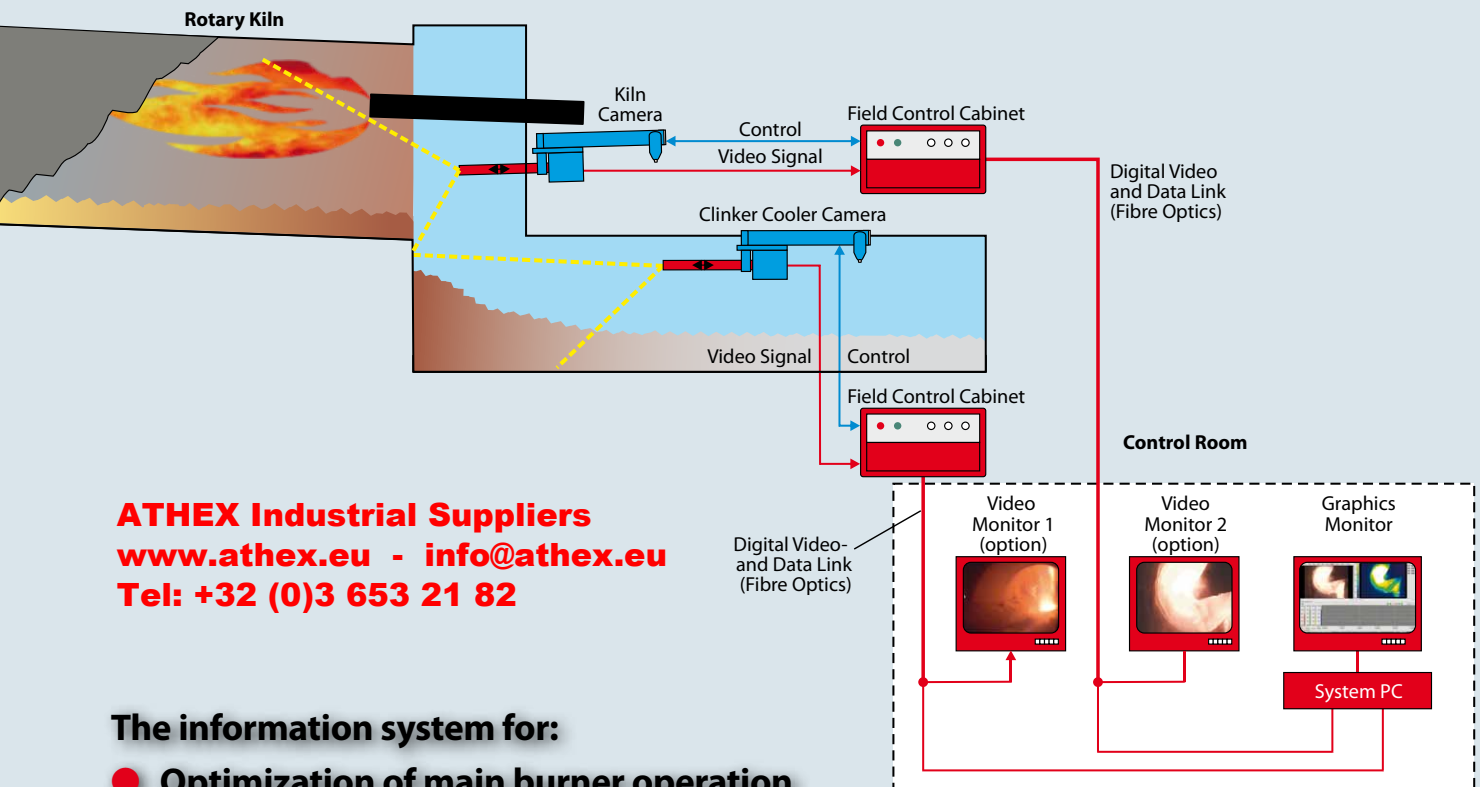 Rotary Kiln
Kiln
Camera
Control
Video Signal
Field Control Cabinet
Digital Video
and Data Link
(Fibre Optics)
Clinker Cooler Camera
Video Signal
Control
Field Control Cabinet
Control Room
ATHEX Industrial Suppliers
www.athex.eu - info@athex.eu
Tel: +32 (0)3 653 21 82
Digital Video-
and Data Link
(Fibre Optics)
Video
Monitor 1
(option)
Video
Monitor 2
(option)
Graphics
Monitor
System PC
The information system for:
Optimization of main burner operation